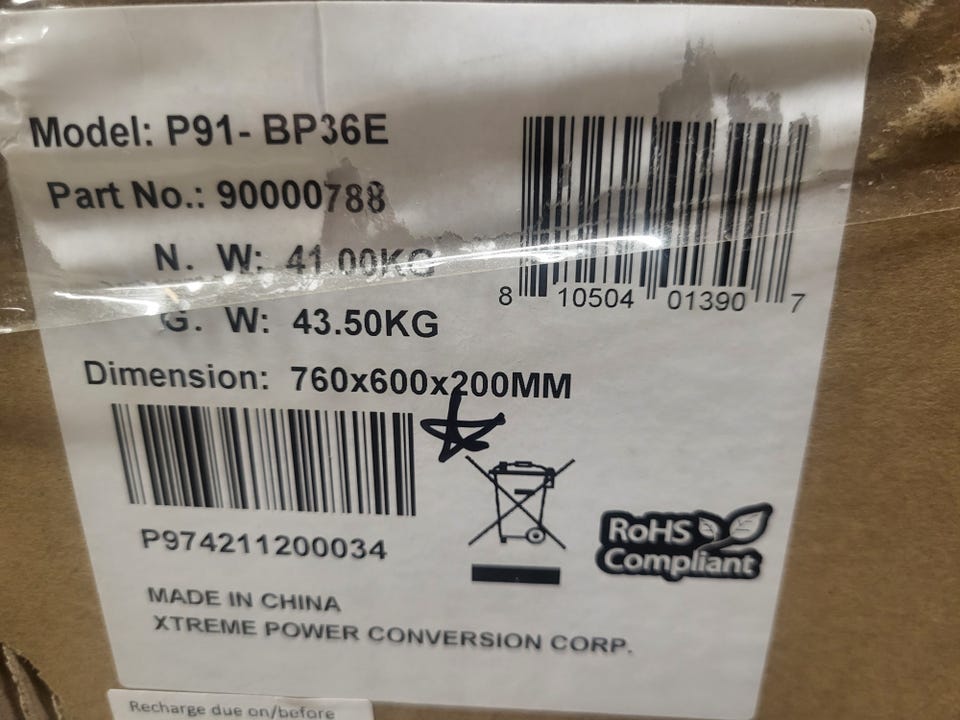 Model: P91- BP36E
Part No.: 90000788
N. W: 41.00KG
G. W: 43.50KG
Dimension: 760x600x200MM
8 10504 01390 7
P974211200034
RoHS
Compliant
MADE IN CHINA
XTREME POWER CONVERSION CORP.
Recharge due on/before